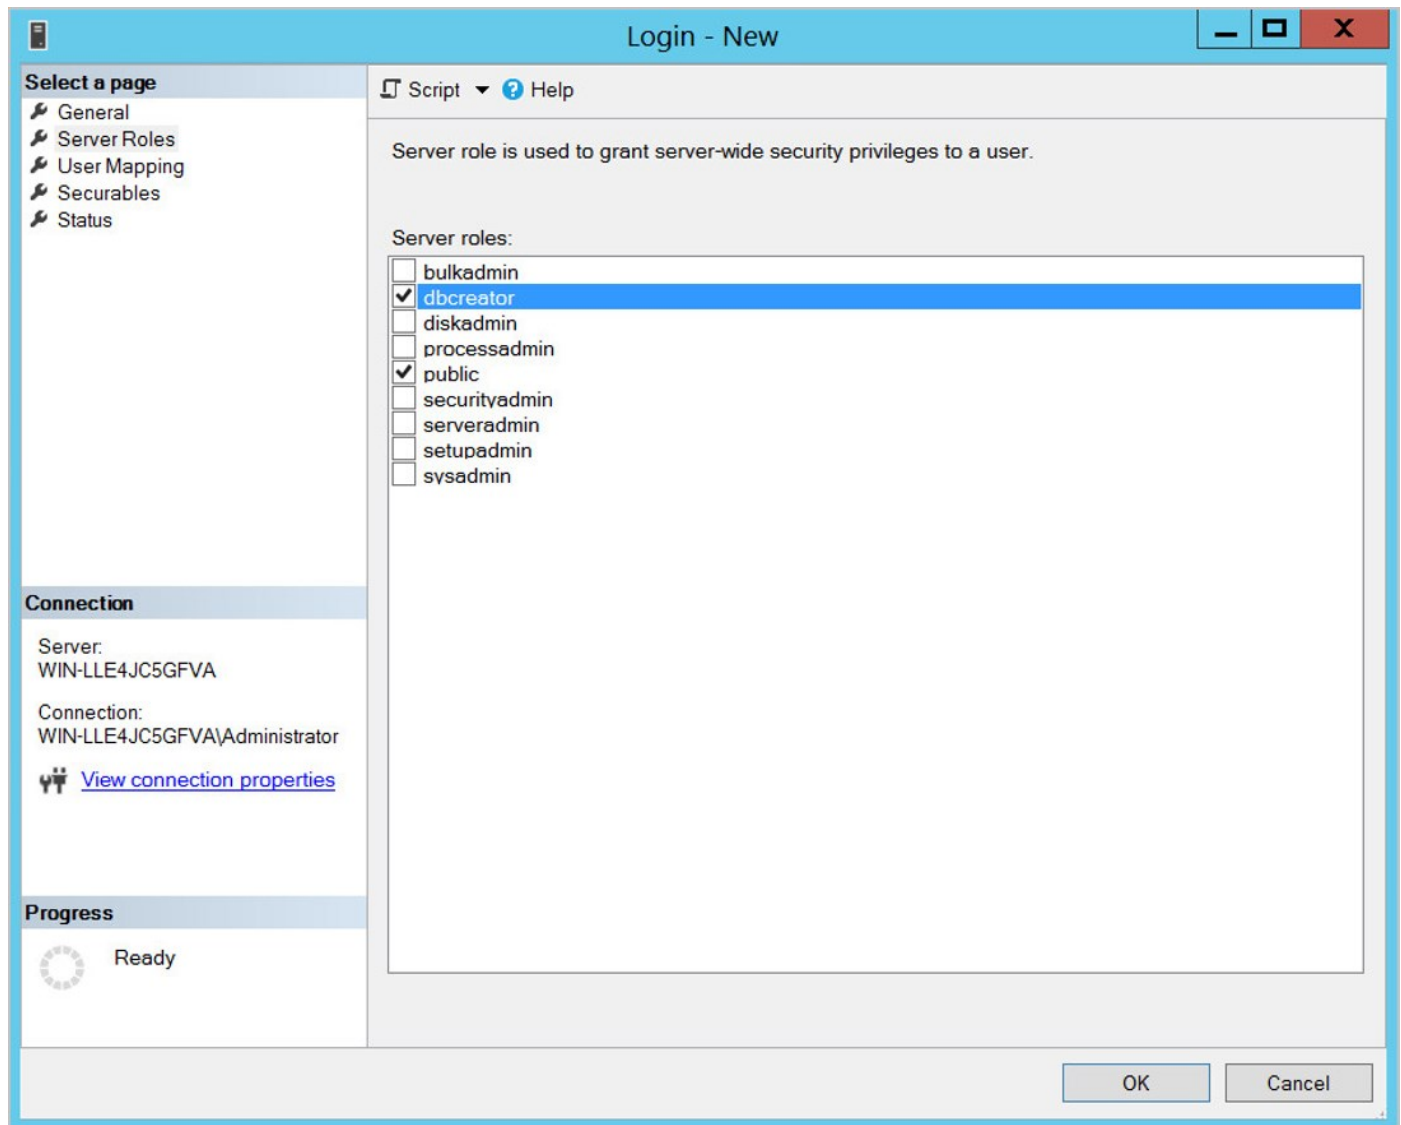 Login - New
X
Select a page
General
Server Roles
User Mapping
Securables
Status
Script Help
Server role is used to grant server-wide security privileges to a user.
Server roles:
bulkadmin
dbcreator
diskadmin
processadmin
public
securityadmin
serveradmin
setupadmin
sysadmin
Connection
Server:
WIN-LLE4JC5GFVA
Connection:
WIN-LLE4JC5GFVA\Administrator
View connection properties
Progress
Ready
OK Cancel